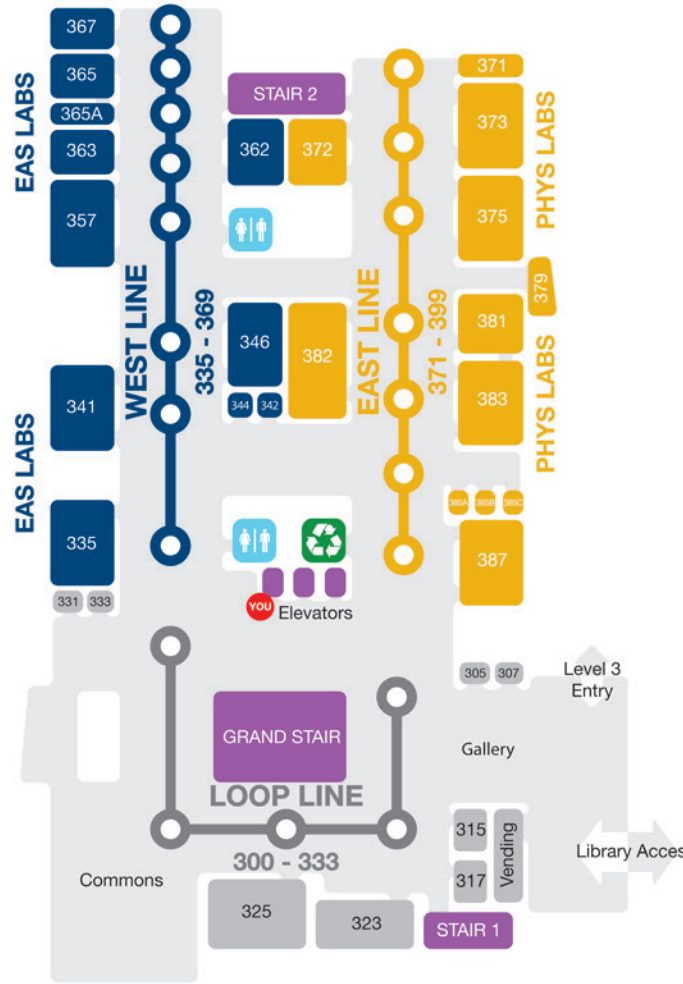 367
365
365A
363
357
EAS LABS
341
335
EAS LABS
331
333
WEST LINE
335 - 369
STAIR 2
362
372
346
382
344
342
EAST LINE
371 - 399
371
373
375
379
PHYS LABS
381
383
PHYS LABS
385A
385B
385C
387
YOU
Elevators
305
307
Level 3
Entry
GRAND STAIR
Gallery
LOOP LINE
300 - 333
315
317
Vending
Library Acces
Commons
325
323
STAIR 1